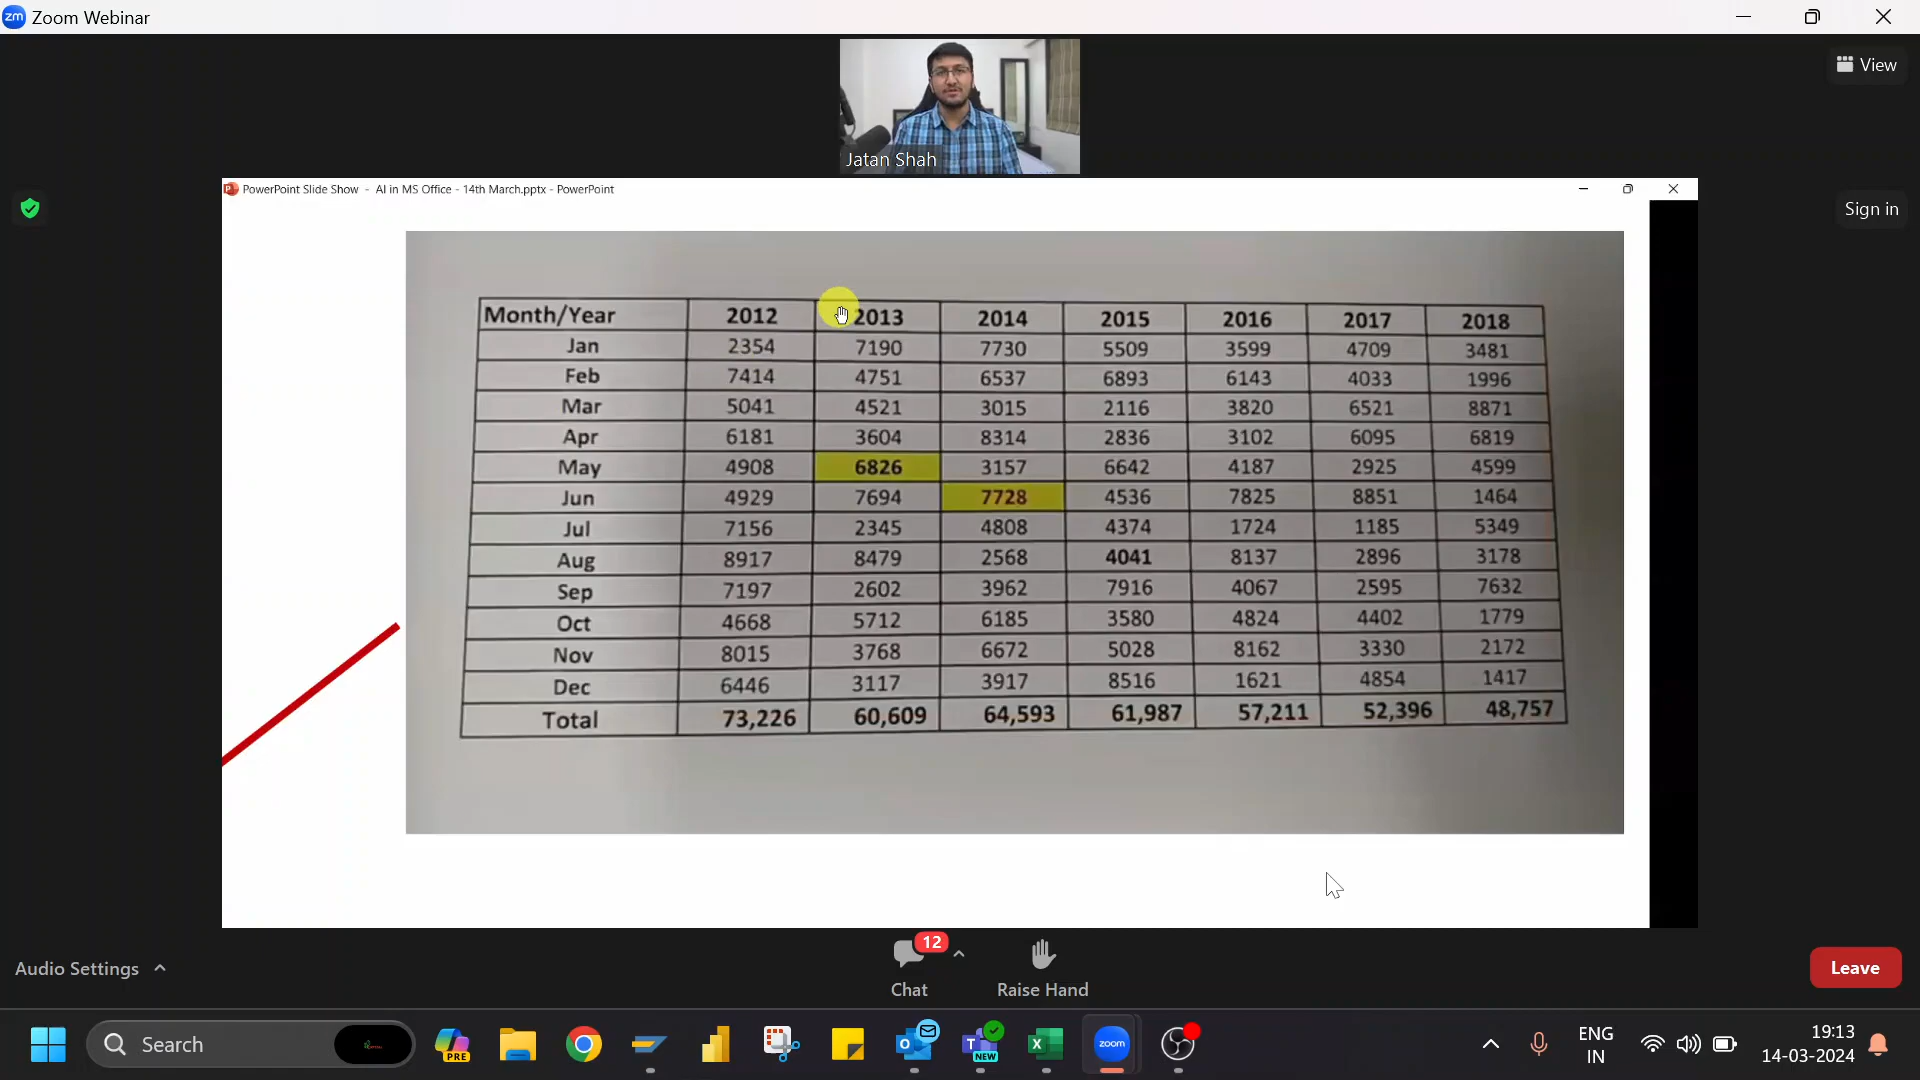 zm Zoom Webinar
View
Jatan Shah
PowerPoint Slide Show - AI in MS Office - 14th March.pptx - PowerPoint
Sign in
Month/Year 2012 2013 2014 2015 2016 2017 2018
Jan 2354 7190 7730 5509 3599 4709 3481
Feb 7414 4751 6537 6893 6143 4033 1996
Mar 5041 4521 3015 2116 3820 6521 8871
Apr 6181 3604 8314 2836 3102 6095 6819
May 4908 6826 3157 6642 4187 2925 4599
Jun 4929 7694 7728 4536 7825 8851 1464
Jul 7156 2345 4808 4374 1724 1185 5349
Aug 8917 8479 2568 4041 8137 2896 3178
Sep 7197 2602 3962 7916 4067 2595 7632
Oct 4668 5712 6185 3580 4824 4402 1779
Nov 8015 3768 6672 5028 8162 3330 2172
Dec 6446 3117 3917 8516 1621 4854 1417
Total 73,226 60,609 64,593 61,987 57,211 52,396 48,757
Audio Settings
12
Chat
Raise Hand
Leave
Search
PRE
NEW
zoom
ENG
IN
19:13
14-03-2024